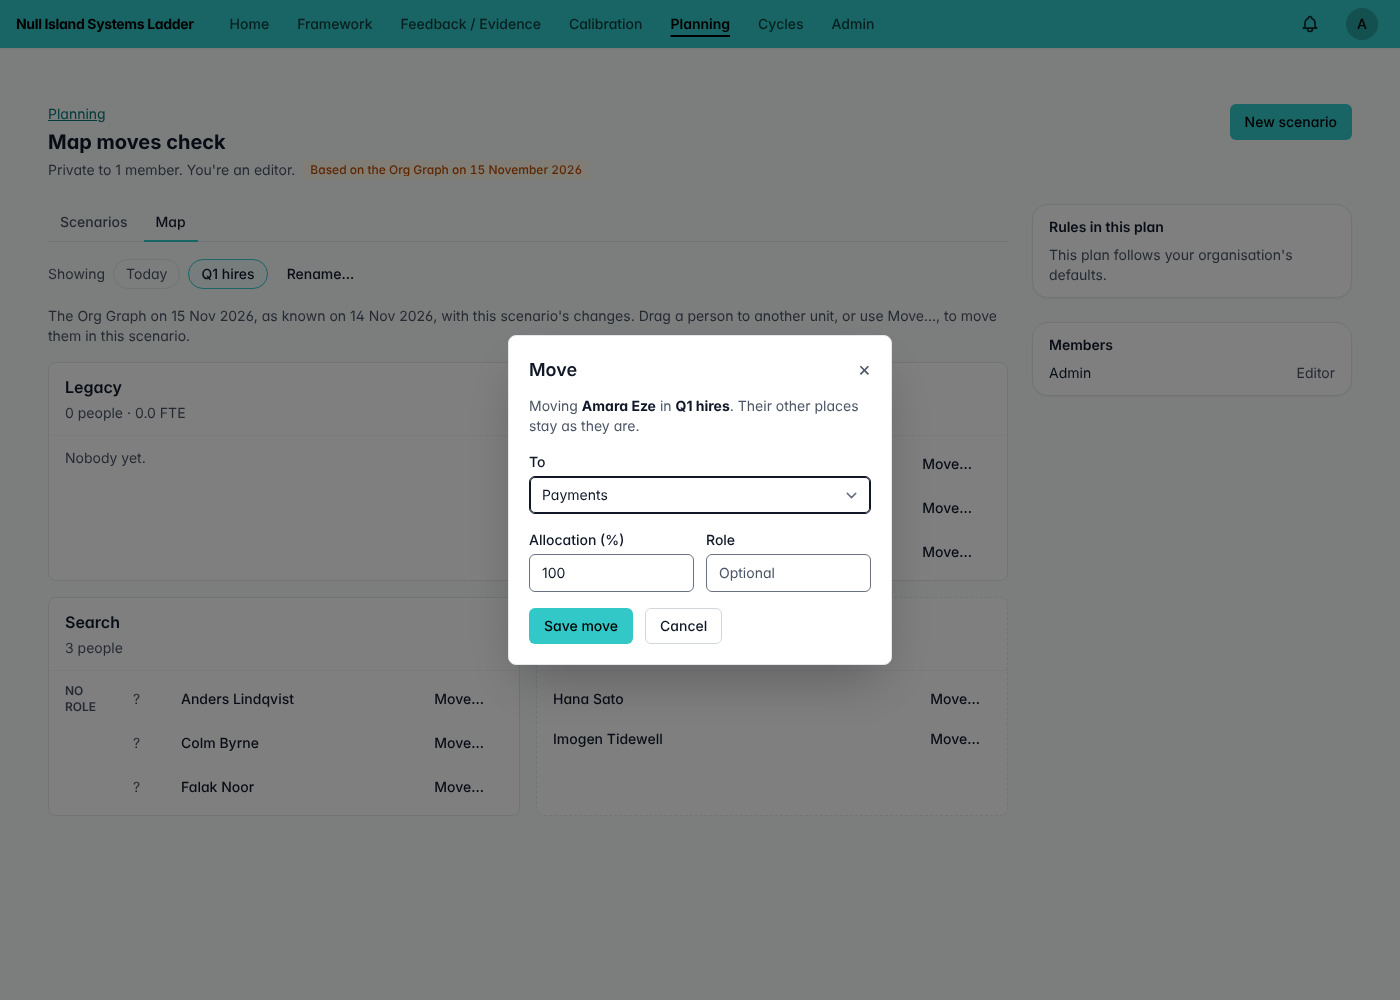 Null Island Systems Ladder
Home
Framework
Feedback / Evidence
Calibration
Planning
Cycles
Admin
A
Planning
Map moves check
Private to 1 member. You're an editor.
Based on the Org Graph on 15 November 2026
New scenario
Scenarios
Map
Showing
Today
Q1 hires
Rename...
The Org Graph on 15 Nov 2026, as known on 14 Nov 2026, with this scenario's changes. Drag a person to another unit, or use Move..., to move
them in this scenario.
Rules in this plan
This plan follows your organisation's
defaults.
Members
Admin
Editor
Legacy
0 people · 0.0 FTE
Nobody yet.
Move...
Move...
Move...
Move
×
Moving Amara Eze in Q1 hires. Their other places
stay as they are.
To
Payments
Allocation (%)
Role
100
Optional
Save move
Cancel
Search
3 people
NO
ROLE
?
Anders Lindqvist
Move...
?
Colm Byrne
Move...
?
Falak Noor
Move...
Hana Sato
Move...
Imogen Tidewell
Move...